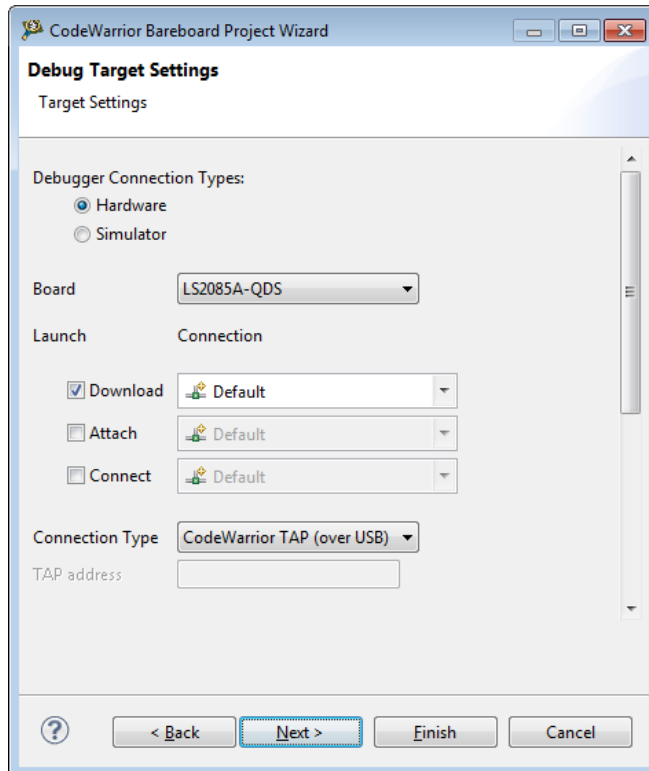 CodeWarrior Bareboard Project Wizard
Debug Target Settings
Target Settings
Debugger Connection Types:
Hardware
Simulator
Board LS2085A-QDS
Launch Connection
Download Default
Attach Default
Connect Default
Connection Type CodeWarrior TAP (over USB)
TAP address
? < Back Next > Finish Cancel